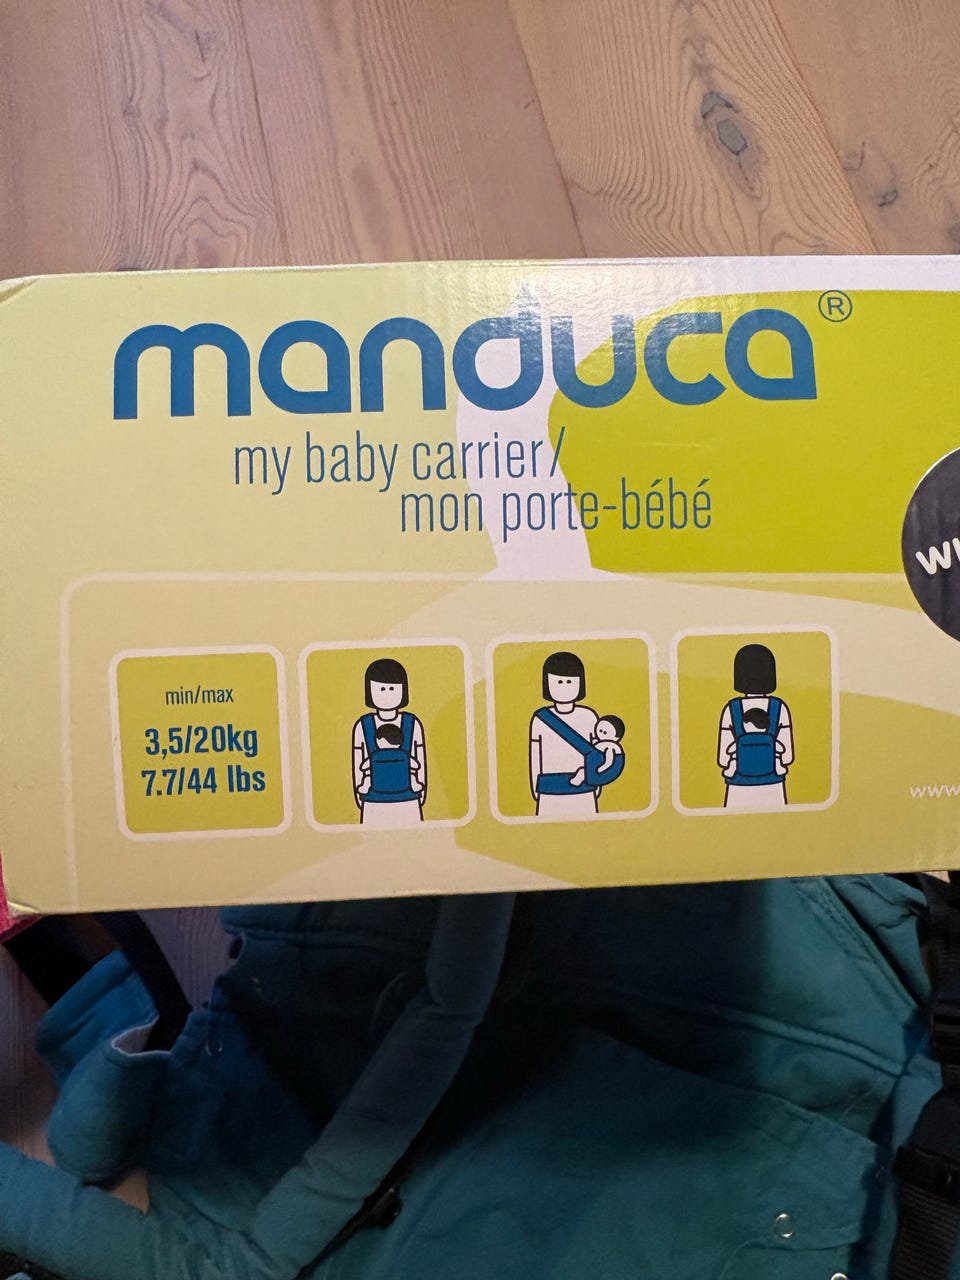 manduca®
my baby carrier/
mon porte-bébé
min/max
3,5/20kg
7.7/44 lbs